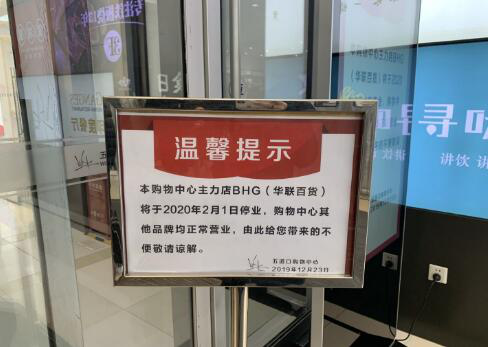 温馨提示
本购物中心主力店BHG（华联百货）
将于2020年2月1日停业，购物中心其
他品牌均正常营业，由此给您带来的不
便敬请谅解。
五道口购物中心
2019年12月23日
寻
讲饮